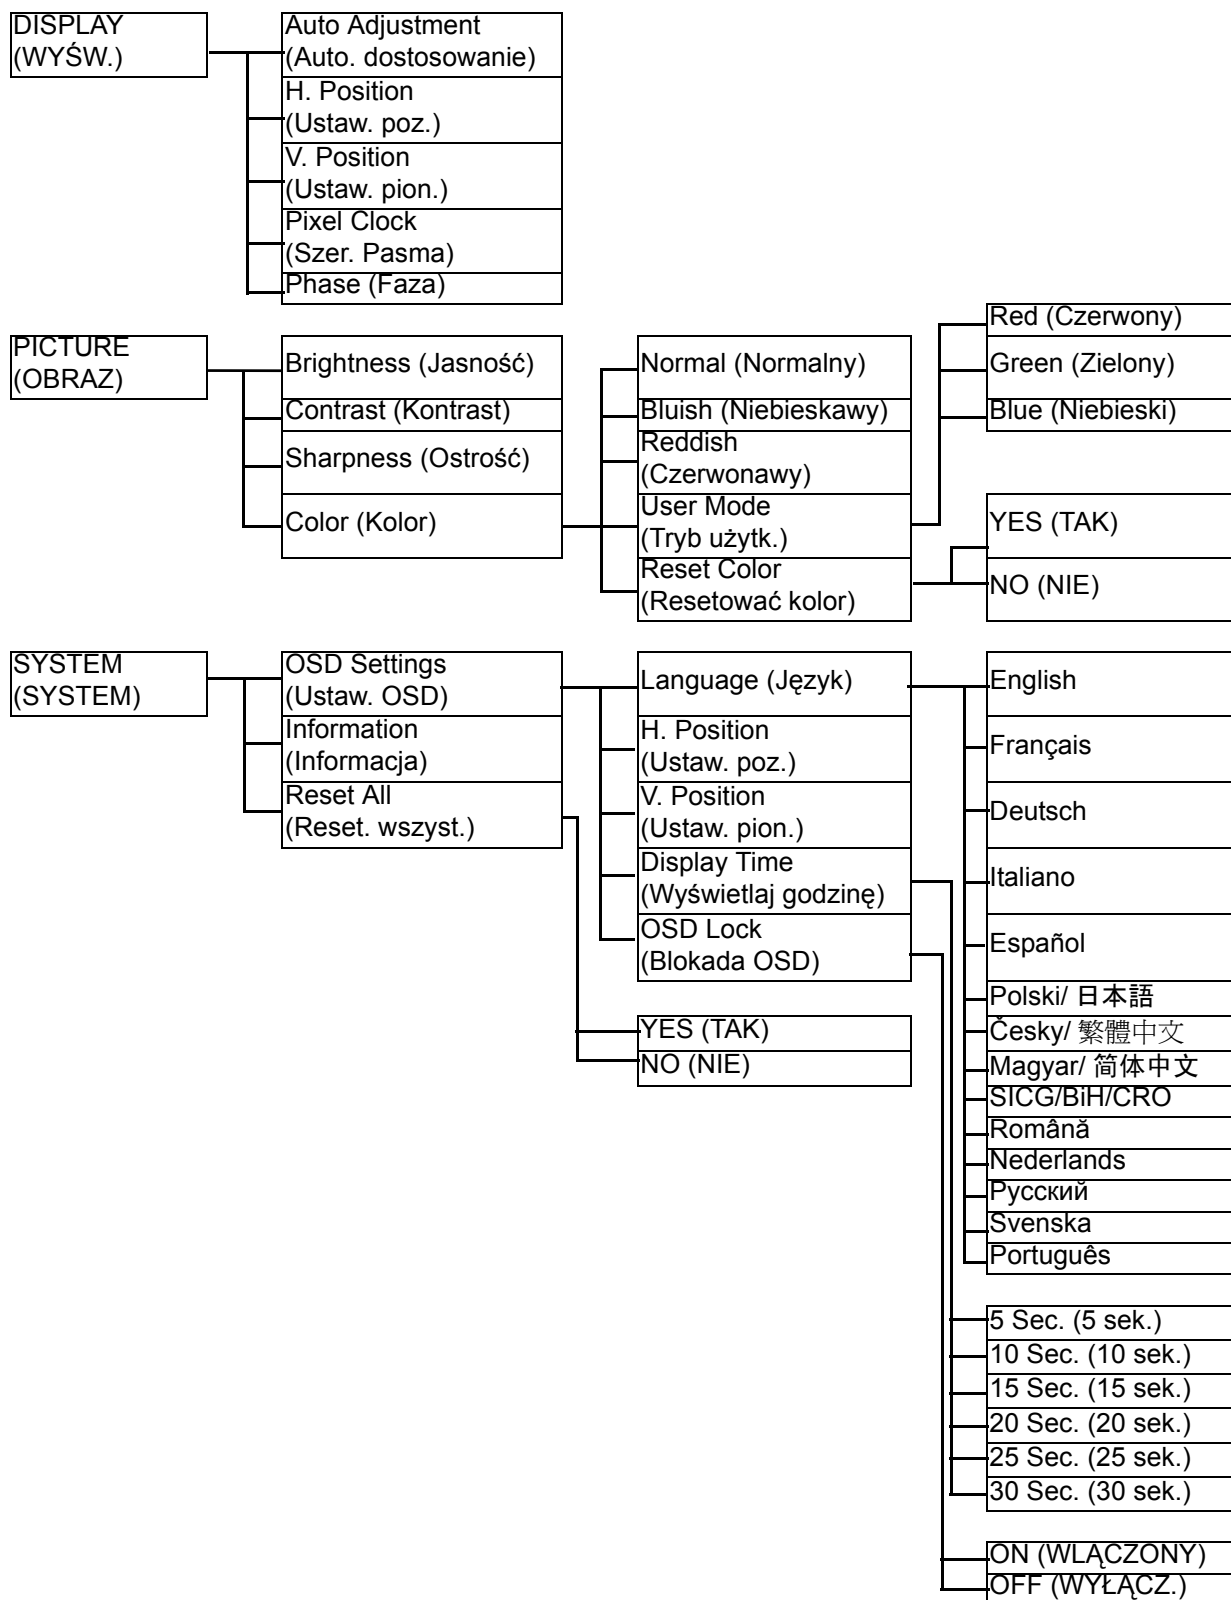 DISPLAY
(WYŚW.)
Auto Adjustment
(Auto. dostosowanie)
H. Position
(Ustaw. poz.)
V. Position
(Ustaw. pion.)
Pixel Clock
(Szer. Pasma)
Phase (Faza)
PICTURE
(OBRAZ)
Brightness (Jasność)
Contrast (Kontrast)
Sharpness (Ostrość)
Color (Kolor)
Normal (Normalny)
Bluish (Niebieskawy)
Reddish
(Czerwonawy)
User Mode
(Tryb użytk.)
Reset Color
(Resetować kolor)
Red (Czerwony)
Green (Zielony)
Blue (Niebieski)
YES (TAK)
NO (NIE)
SYSTEM
(SYSTEM)
OSD Settings
(Ustaw. OSD)
Information
(Informacja)
Reset All
(Reset. wszyst.)
Language (Język)
H. Position
(Ustaw. poz.)
V. Position
(Ustaw. pion.)
Display Time
(Wyświetlaj godzinę)
OSD Lock
(Blokada OSD)
YES (TAK)
NO (NIE)
English
Français
Deutsch
Italiano
Español
Polski/ 日本語
Česky/ 繁體中文
Magyar/ 简体中文
SICG/BiH/CRO
Română
Nederlands
Русский
Svenska
Português
5 Sec. (5 sek.)
10 Sec. (10 sek.)
15 Sec. (15 sek.)
20 Sec. (20 sek.)
25 Sec. (25 sek.)
30 Sec. (30 sek.)
ON (WLĄCZONY)
OFF (WYŁĄCZ.)